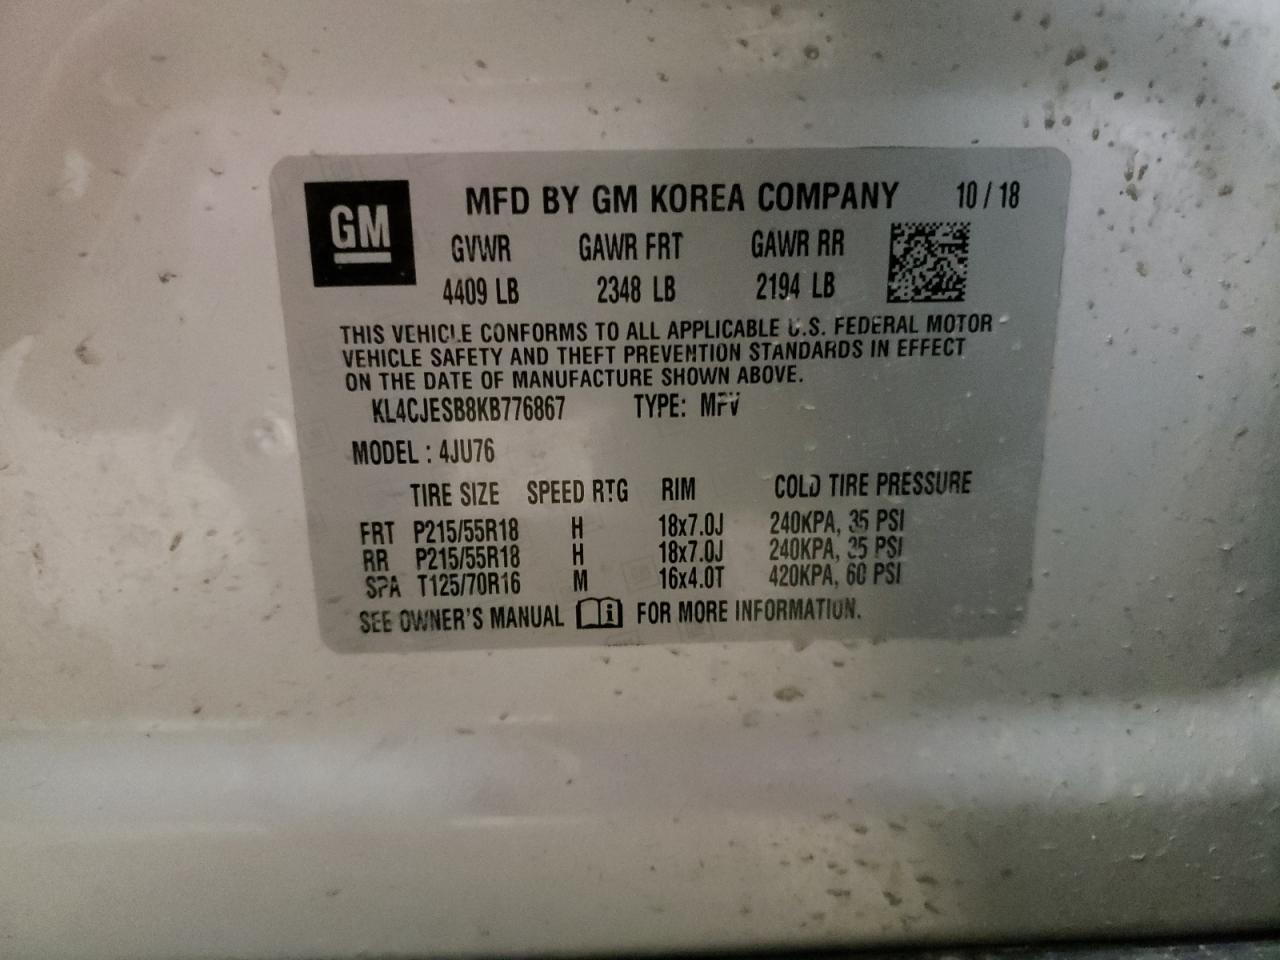 GM
MFD BY GM KOREA COMPANY 10 / 18
GVWR GAWR FRT GAWR RR
4409 LB 2348 LB 2194 LB
THIS VEHICLE CONFORMS TO ALL APPLICABLE U.S. FEDERAL MOTOR
VEHICLE SAFETY AND THEFT PREVENTION STANDARDS IN EFFECT
ON THE DATE OF MANUFACTURE SHOWN ABOVE.
KL4CJESB8KB776867 TYPE: MPV
MODEL : 4JU76
TIRE SIZE SPEED RTG RIM COLD TIRE PRESSURE
FRT P215/55R18 H 18x7.0J 240KPA, 35 PSI
RR P215/55R18 H 18x7.0J 240KPA, 35 PSI
SPA T125/70R16 M 16x4.0T 420KPA, 60 PSI
SEE OWNER'S MANUAL i FOR MORE INFORMATION.